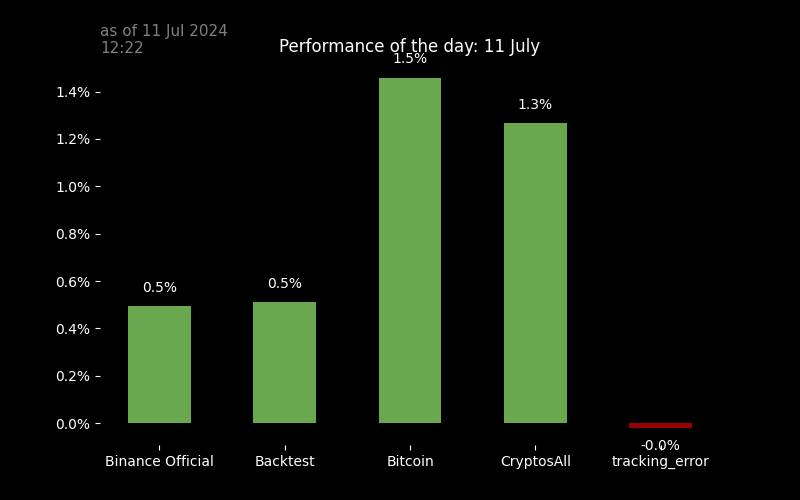 as of 11 Jul 2024
12:22
Performance of the day: 11 July
1.5%
1.4%
1.3%
1.2%
1.0%
0.8%
0.6%
0.5%
0.5%
0.4%
0.2%
0.0%
-0.0%
Binance Official
Backtest
Bitcoin
CryptosAll
tracking_error